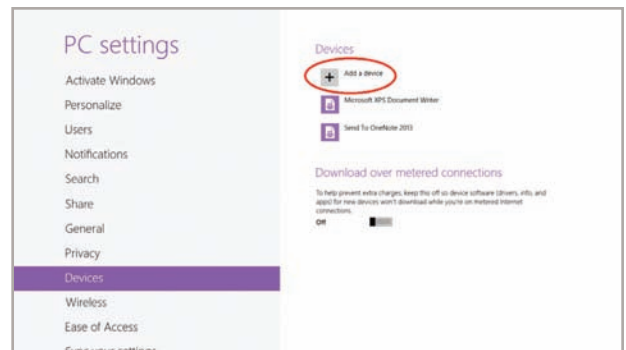 PC settings
Activate Windows
Personalize
Users
Notifications
Search
Share
General
Privacy
Devices
Wireless
Ease of Access
Sync your settings
Devices
Add a device
Microsoft XPS Document Writer
Send To OneNote 2013
Download over metered connections
To help prevent extra charges, keep this off so device software (drivers, info, and
apps) for new devices won't download while you're on metered Internet
connections.
Off